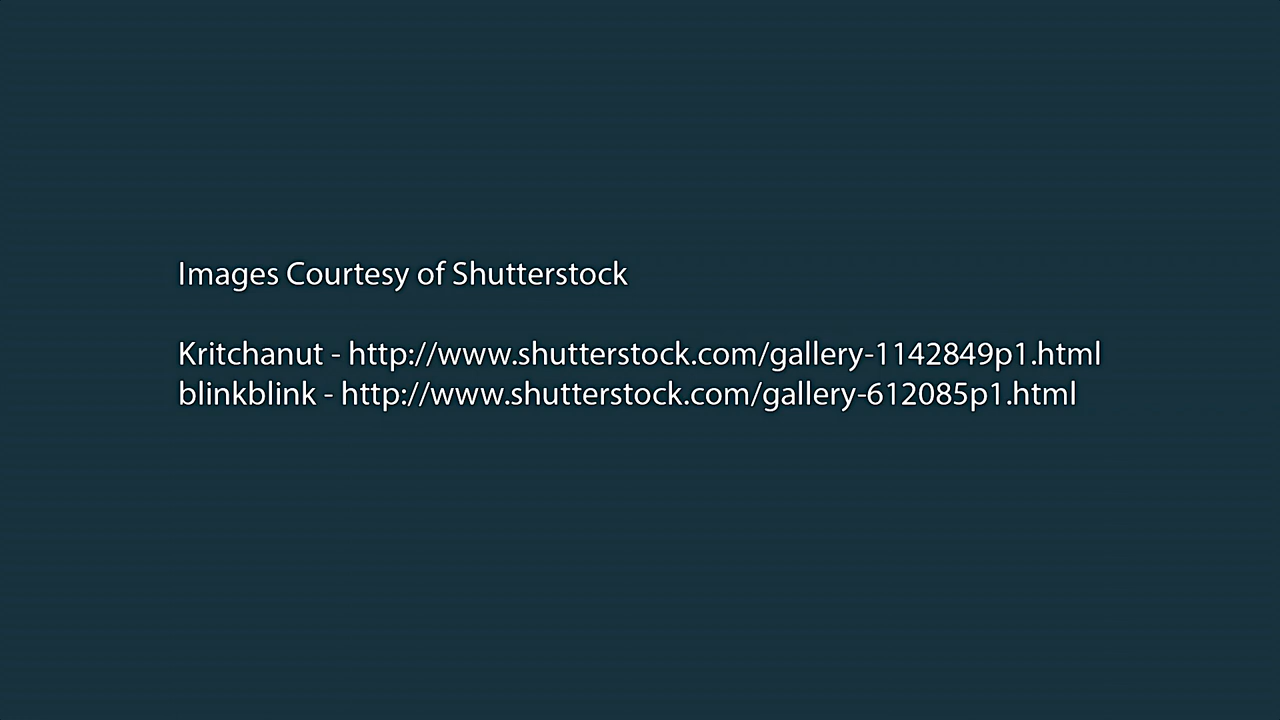 Images Courtesy of Shutterstock
Kritchanut - http://www.shutterstock.com/gallery-1142849p1.html
blinkblink - http://www.shutterstock.com/gallery-612085p1.html